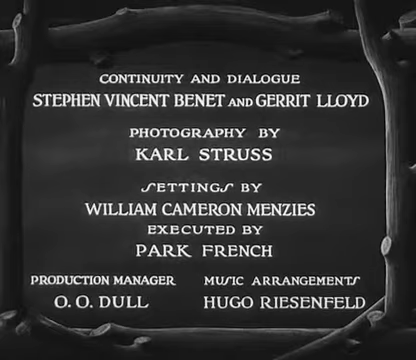 CONTINUITY AND DIALOGUE
STEPHEN VINCENT BENET AND GERRIT LLOYD
PHOTOGRAPHY BY
KARL STRUSS
SETTINGS BY
WILLIAM CAMERON MENZIES
EXECUTED BY
PARK FRENCH
PRODUCTION MANAGER MUSIC ARRANGEMENTS
O. O. DULL HUGO RIESENFELD